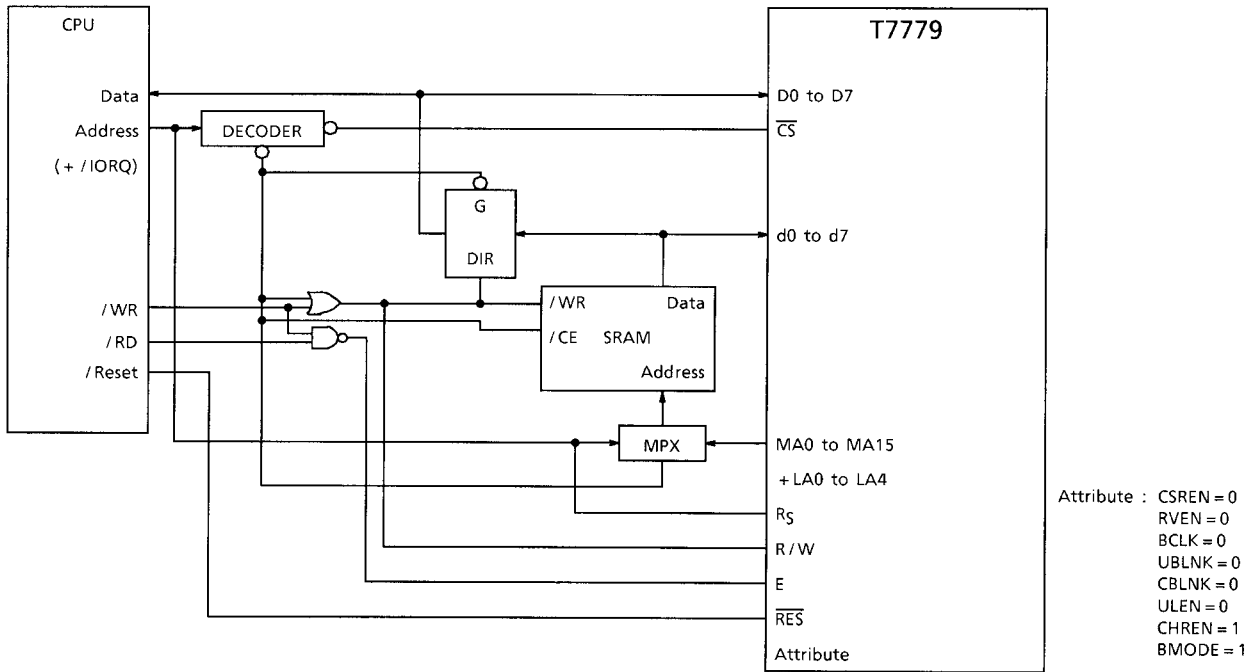 CPU
Data
Address
(+ /IORQ)
/WR
/RD
/Reset
DECODER
G
DIR
/WR
Data
/CE
SRAM
Address
MPX
T7779
D0 to D7
C̅S̅
d0 to d7
MA0 to MA15
+LA0 to LA4
RS
R/W
E
R̅E̅S̅
Attribute
Attribute : CSREN = 0
RVEN = 0
BCLK = 0
UBLNK = 0
CBLNK = 0
ULEN = 0
CHREN = 1
BMODE = 1